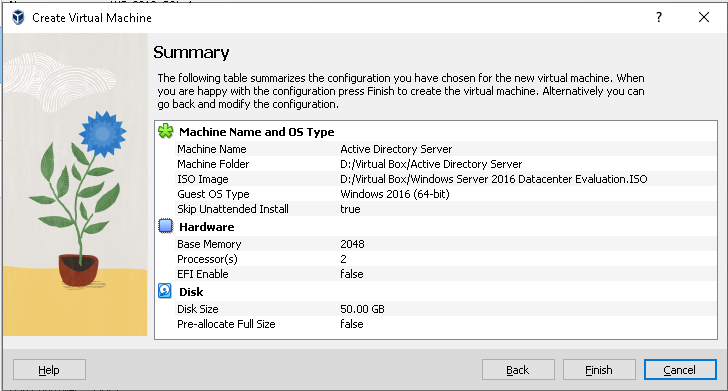 Create Virtual Machine
?
Summary
The following table summarizes the configuration you have chosen for the new virtual machine. When
you are happy with the configuration press Finish to create the virtual machine. Alternatively you can
go back and modify the configuration.
Machine Name and OS Type
Machine Name Active Directory Server
Machine Folder D:/Virtual Box/Active Directory Server
ISO Image D:/Virtual Box/Windows Server 2016 Datacenter Evaluation.ISO
Guest OS Type Windows 2016 (64-bit)
Skip Unattended Install true
Hardware
Base Memory 2048
Processor(s) 2
EFI Enable false
Disk
Disk Size 50.00 GB
Pre-allocate Full Size false
Help Back Finish Cancel